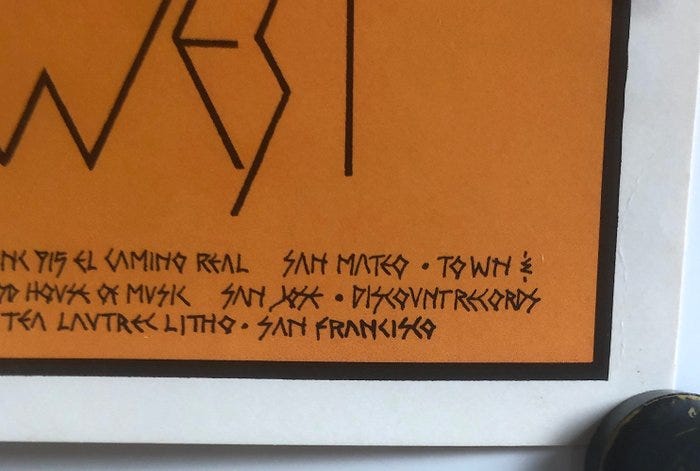 WEST
NC 915 EL CAMINO REAL SAN MATEO • TOWN &
SD HOUSE OF MUSIC SAN JOSE • DISCOUNT RECORDS
TEA LAUTREC LITHO • SAN FRANCISCO